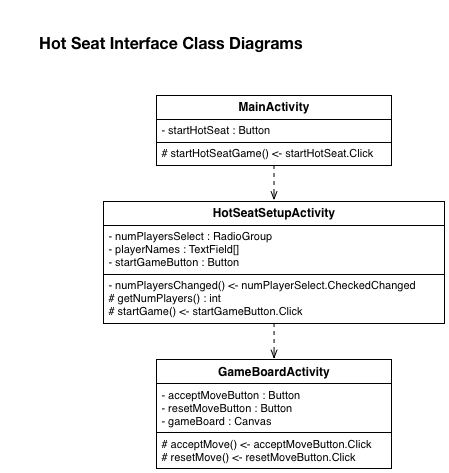 Hot Seat Interface Class Diagrams
MainActivity
- startHotSeat : Button
# startHotSeatGame() <- startHotSeat.Click
HotSeatSetupActivity
- numPlayersSelect : RadioGroup
- playerNames : TextField[]
- startGameButton : Button
- numPlayersChanged() <- numPlayerSelect.CheckedChanged
# getNumPlayers() : int
# startGame() <- startGameButton.Click
GameBoardActivity
- acceptMoveButton : Button
- resetMoveButton : Button
- gameBoard : Canvas
# acceptMove() <- acceptMoveButton.Click
# resetMove() <- resetMoveButton.Click